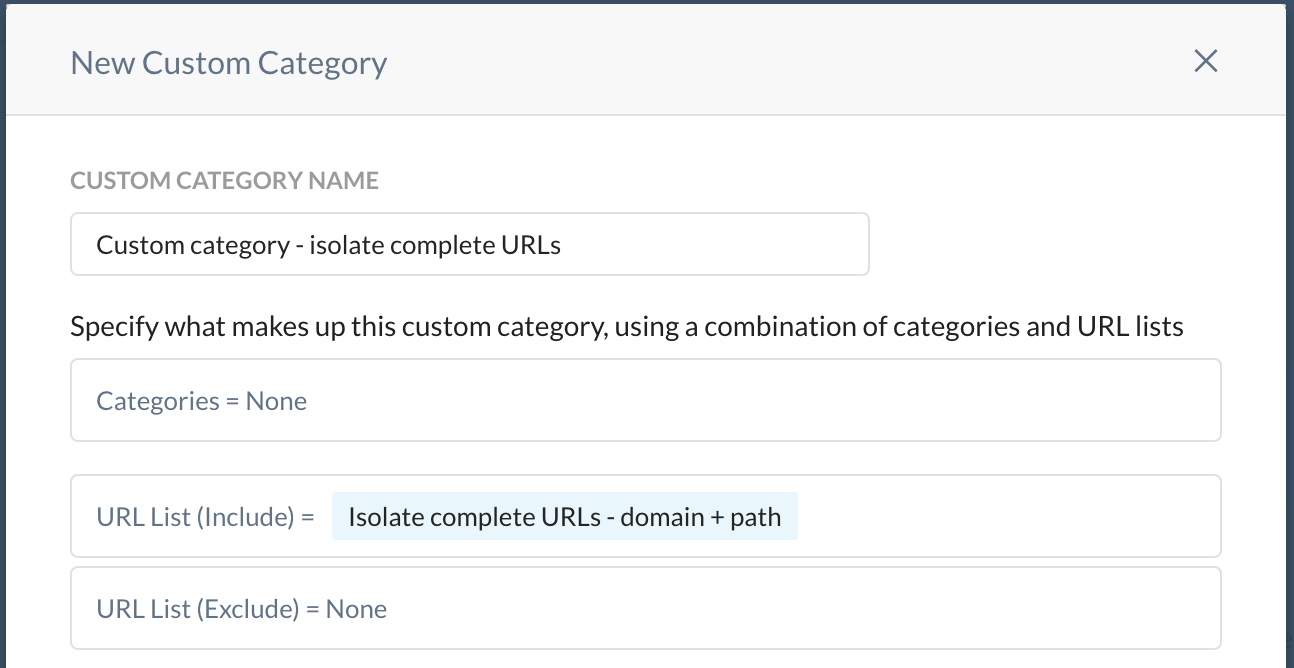 New Custom Category
CUSTOM CATEGORY NAME
Custom category - isolate complete URLs
Specify what makes up this custom category, using a combination of categories and URL lists
Categories = None
URL List (Include) = Isolate complete URLs - domain + path
URL List (Exclude) = None